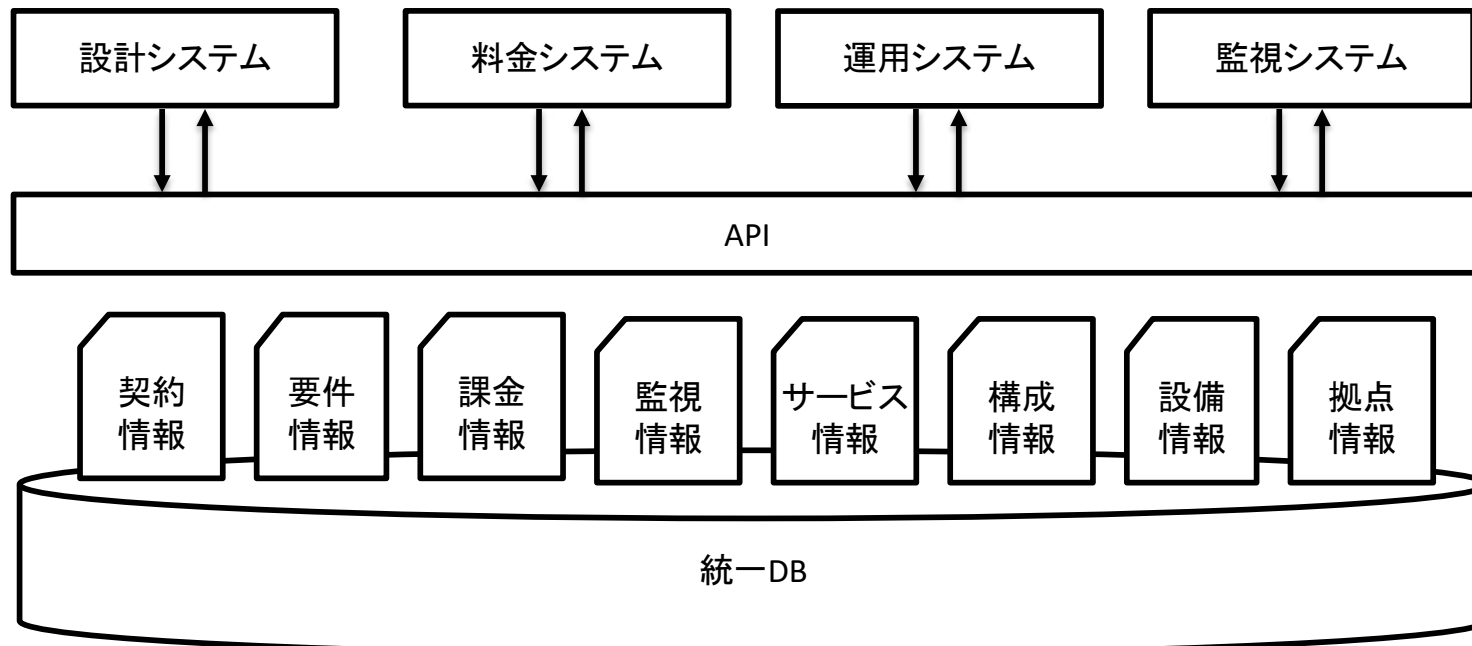 設計システム
料金システム
運用システム
監視システム
API
契約
情報
要件
情報
課金
情報
監視
情報
サービス
情報
構成
情報
設備
情報
拠点
情報
統一DB